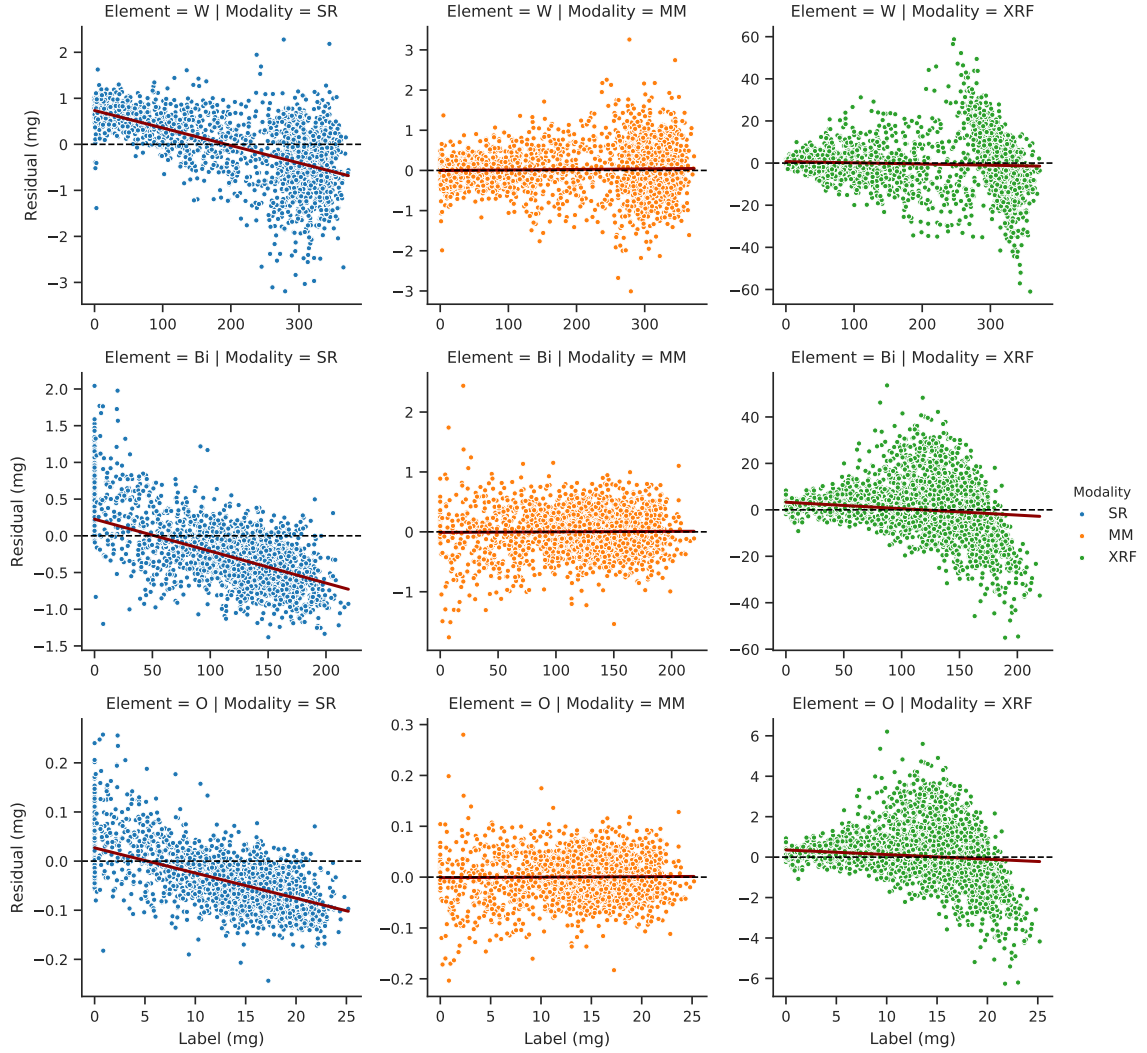 Element = W | Modality = SR
Element = W | Modality = MM
Element = W | Modality = XRF
Residual (mg)
2
1
0
−1
−2
−3
0 100 200 300
3
2
1
0
−1
−2
−3
0 100 200 300
60
40
20
0
−20
−40
−60
0 100 200 300
Element = Bi | Modality = SR
Element = Bi | Modality = MM
Element = Bi | Modality = XRF
Residual (mg)
2.0
1.5
1.0
0.5
0.0
−0.5
−1.0
−1.5
0 50 100 150 200
2
1
0
−1
0 50 100 150 200
40
20
0
−20
−40
−60
0 50 100 150 200
Modality
SR
MM
XRF
Element = O | Modality = SR
Element = O | Modality = MM
Element = O | Modality = XRF
Residual (mg)
0.2
0.1
0.0
−0.1
−0.2
0 5 10 15 20 25
Label (mg)
0.3
0.2
0.1
0.0
−0.1
−0.2
0 5 10 15 20 25
Label (mg)
6
4
2
0
−2
−4
−6
0 5 10 15 20 25
Label (mg)